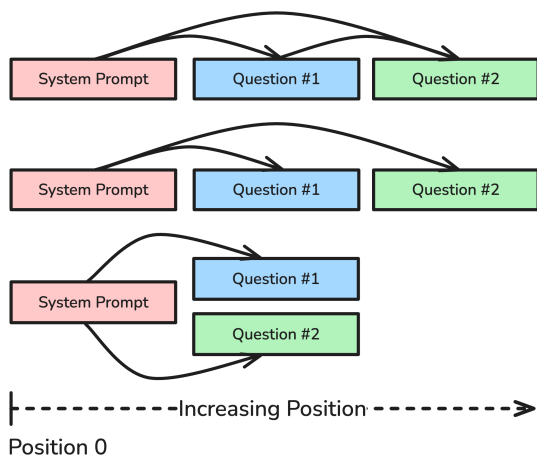 System Prompt
Question #1
Question #2
System Prompt
Question #1
Question #2
System Prompt
Question #1
Question #2
Increasing Position
Position 0